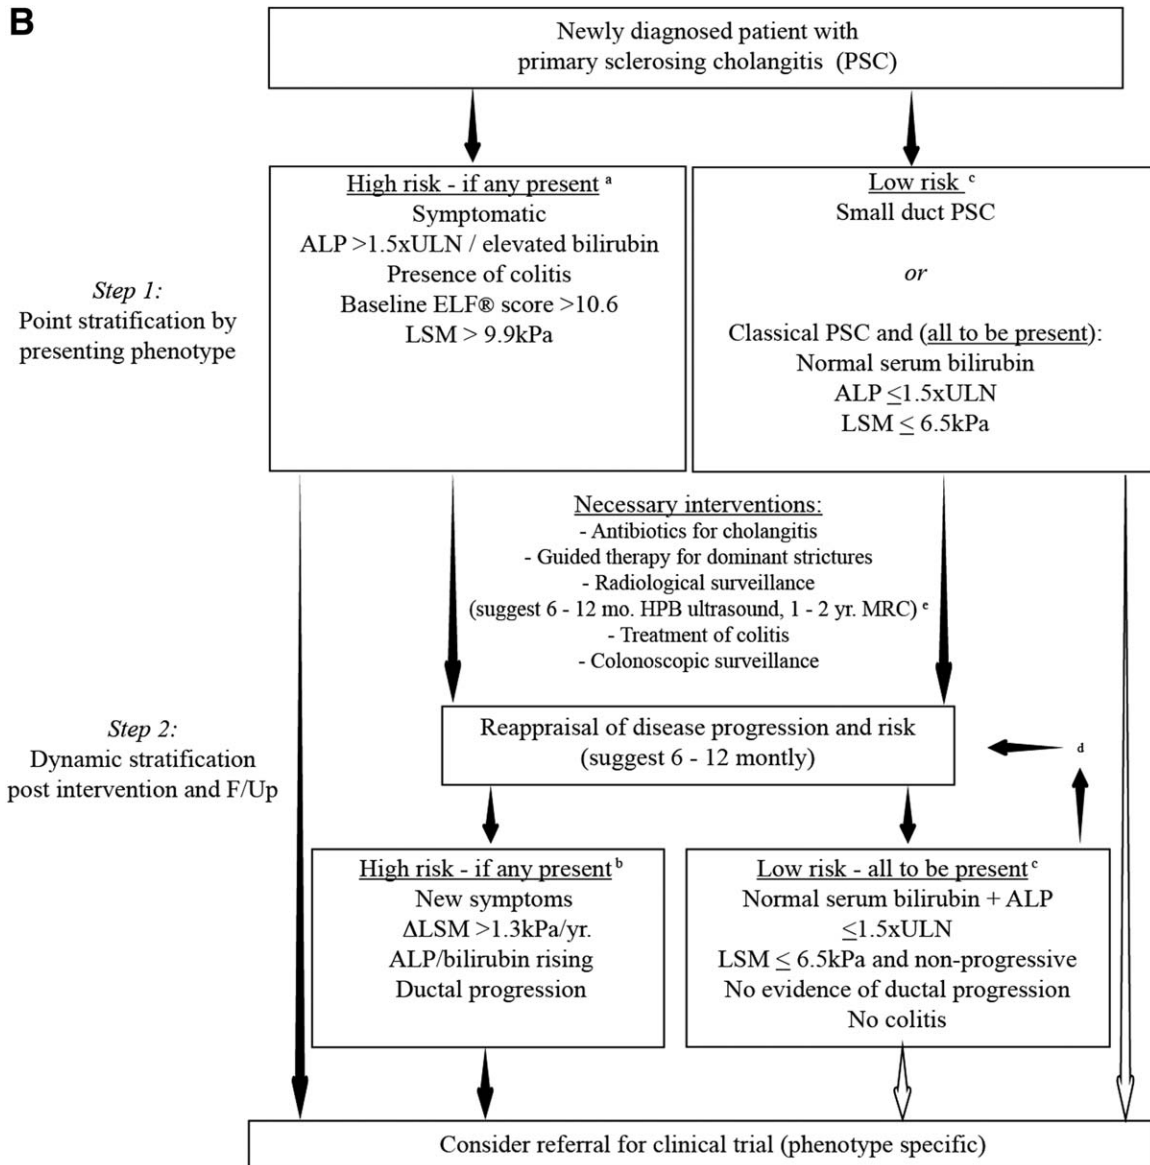 B
Newly diagnosed patient with
primary sclerosing cholangitis (PSC)
Step 1:
Point stratification by
presenting phenotype
High risk - if any present a
Symptomatic
ALP >1.5xULN / elevated bilirubin
Presence of colitis
Baseline ELF® score >10.6
LSM > 9.9kPa
Low risk c
Small duct PSC
or
Classical PSC and (all to be present):
Normal serum bilirubin
ALP ≤1.5xULN
LSM ≤ 6.5kPa
Necessary interventions:
- Antibiotics for cholangitis
- Guided therapy for dominant strictures
- Radiological surveillance
(suggest 6 - 12 mo. HPB ultrasound, 1 - 2 yr. MRC) e
- Treatment of colitis
- Colonoscopic surveillance
Step 2:
Dynamic stratification
post intervention and F/Up
Reappraisal of disease progression and risk
(suggest 6 - 12 montly)
d
High risk - if any present b
New symptoms
ΔLSM >1.3kPa/yr.
ALP/bilirubin rising
Ductal progression
Low risk - all to be present c
Normal serum bilirubin + ALP
≤1.5xULN
LSM ≤ 6.5kPa and non-progressive
No evidence of ductal progression
No colitis
Consider referral for clinical trial (phenotype specific)